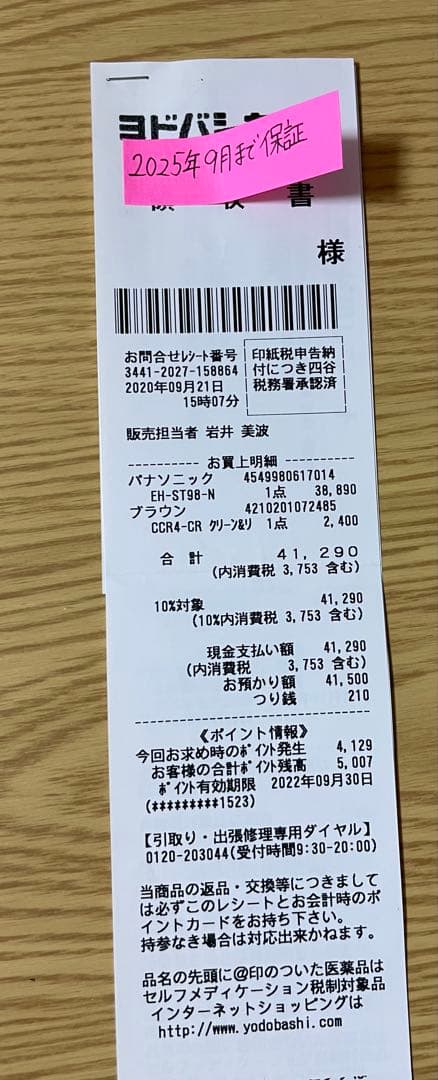 ヨドバシカ
2025年9月まで保証
領収書
様
お問合せﾚｼｰﾄ番号
3441-2027-158864
2020年09月21日
15時07分
印紙税申告納
付につき四谷
税務署承認済
販売担当者 岩井 美波
---------- お買上明細 ----------
パナソニック 4549980617014
EH-ST98-N 1点 38,890
ブラウン 4210201072485
CCR4-CR ｸﾘｰﾝ&ﾘ 1点 2,400
合計 41,290
(内消費税 3,753 含む)
10%対象 41,290
(10%内消費税 3,753 含む)
現金支払い額 41,290
(内消費税 3,753 含む)
お預かり額 41,500
つり銭 210
《ポイント情報》
今回お求め時のﾎﾟｲﾝﾄ発生 4,129
お客様の合計ﾎﾟｲﾝﾄ残高 5,007
ﾎﾟｲﾝﾄ有効期限 2022年09月30日
(*********1523)
【引取り・出張修理専用ダイヤル】
0120-203044(受付時間9:30-20:00)
当商品の返品・交換等につきまして
は必ずこのレシートとお会計時のポ
イントカードをお持ち下さい。
持参なき場合は対応出来かねます。
品名の先頭に@印のついた医薬品は
セルフメディケーション税制対象品
インターネットショッピングは
http://www.yodobashi.com